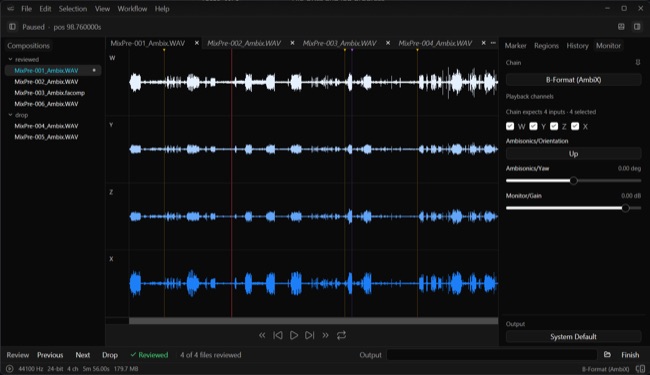 File Edit Selection View Workflow Help
Paused · pos 98.760000s
Compositions
reviewed
MixPre-001_Ambix.WAV
MixPre-002_Ambix.WAV
MixPre-003_Ambix.facomp
MixPre-006_Ambix.WAV
drop
MixPre-004_Ambix.WAV
MixPre-005_Ambix.WAV
MixPre-001_Ambix.WAV MixPre-002_Ambix.WAV MixPre-003_Ambix.WAV MixPre-004_Ambix.WAV
W
Y
Z
X
Marker Regions History Monitor
Chain
B-Format (AmbiX)
Playback channels
Chain expects 4 inputs - 4 selected
W Y Z X
Ambisonics/Orientation
Up
Ambisonics/Yaw 0.00 deg
Monitor/Gain 0.00 dB
Output
System Default
Review Previous Next Drop Reviewed 4 of 4 files reviewed Output Finish
44100 Hz 24-bit 4 ch 5m 56.00s 179.7 MB B-Format (AmbiX)